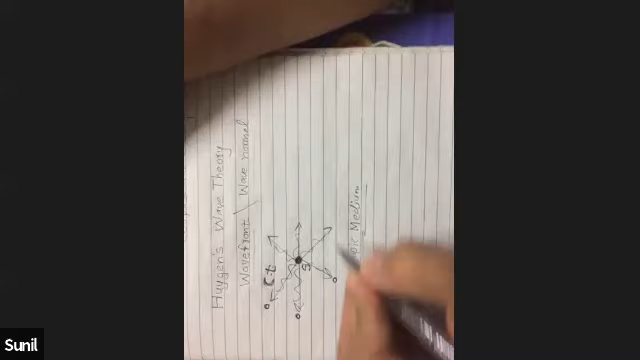 Huygen's Wave Theory
Wavefront / Wave normal
c.t
S
Medium
Sunil